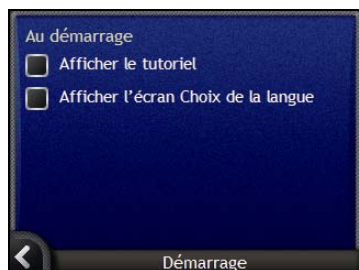 Au démarrage
Afficher le tutoriel
Afficher l'écran Choix de la langue
Démarrage